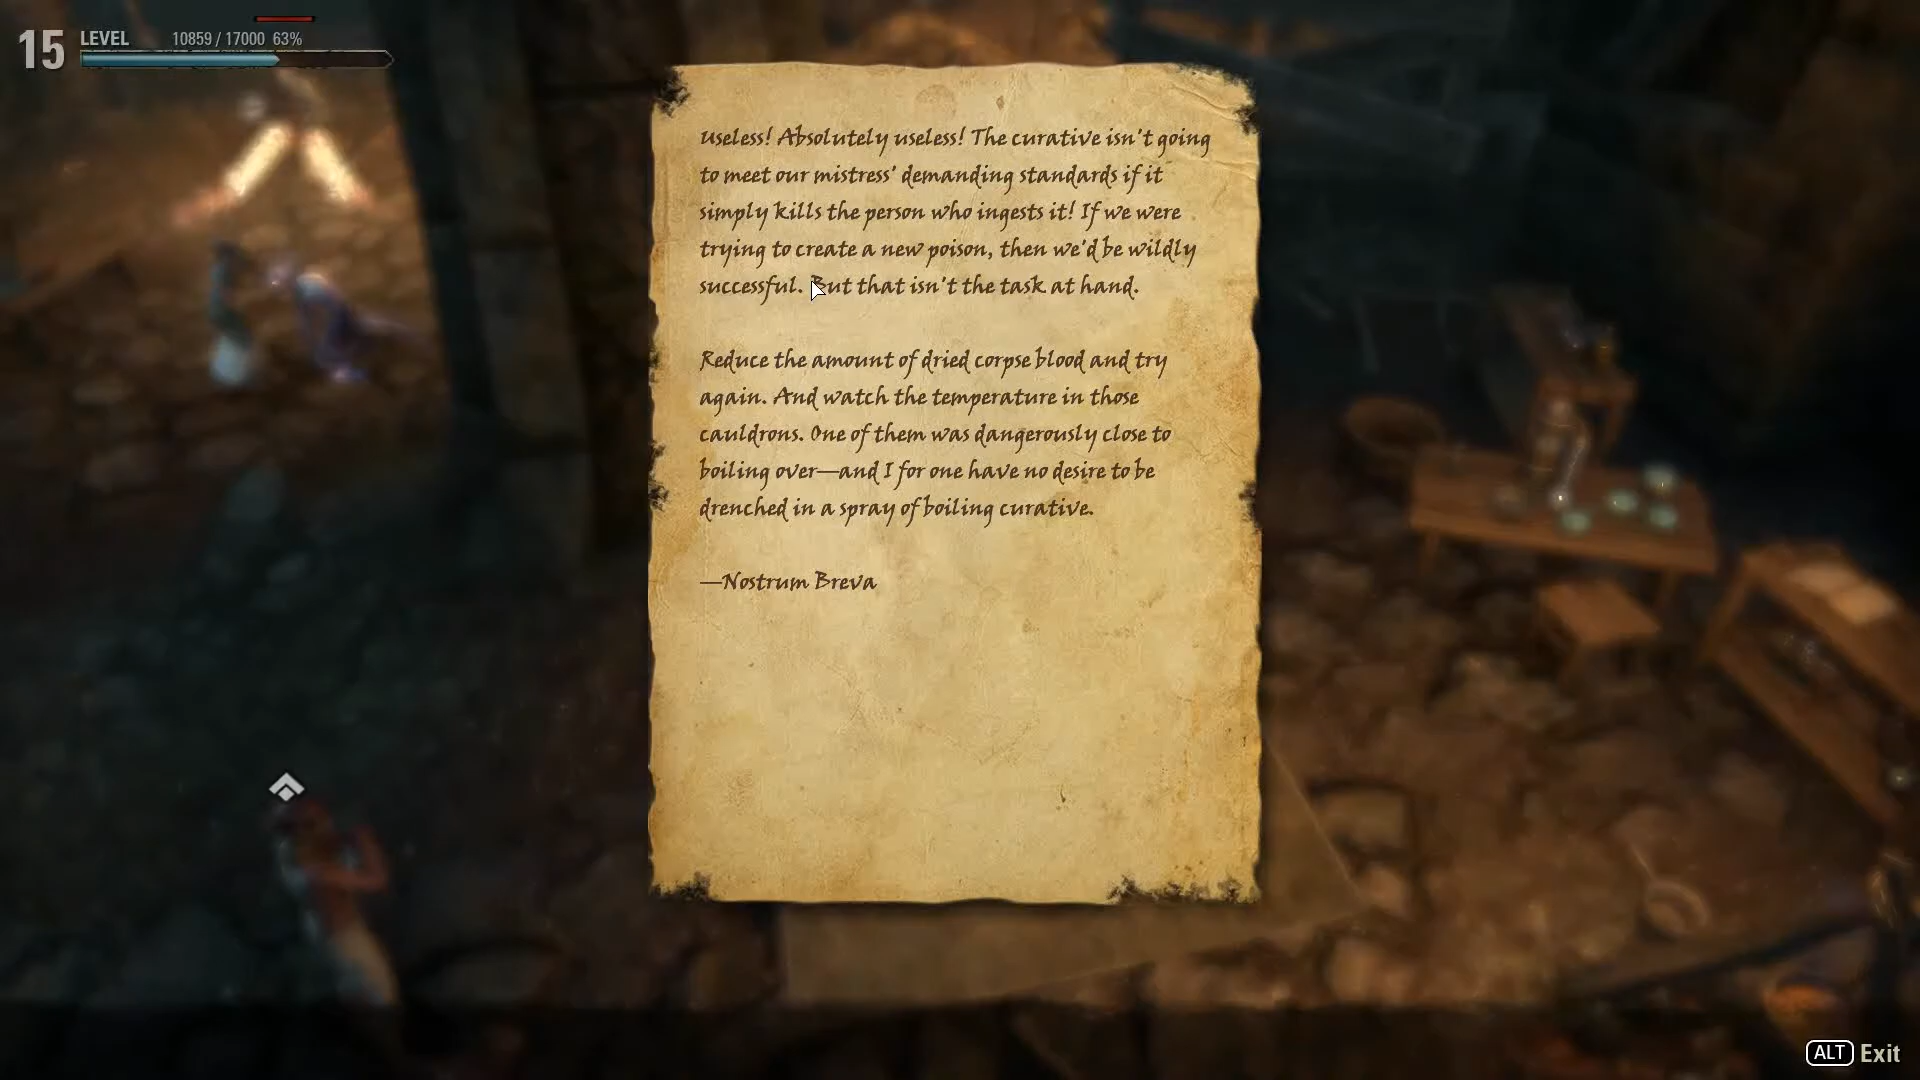 15 LEVEL 10859 / 17000 63%
Useless! Absolutely useless! The curative isn't going
to meet our mistress' demanding standards if it
simply kills the person who ingests it! If we were
trying to create a new poison, then we'd be wildly
successful. But that isn't the task at hand.
Reduce the amount of dried corpse blood and try
again. And watch the temperature in those
cauldrons. One of them was dangerously close to
boiling over—and I for one have no desire to be
drenched in a spray of boiling curative.
—Nostrum Breva
ALT Exit